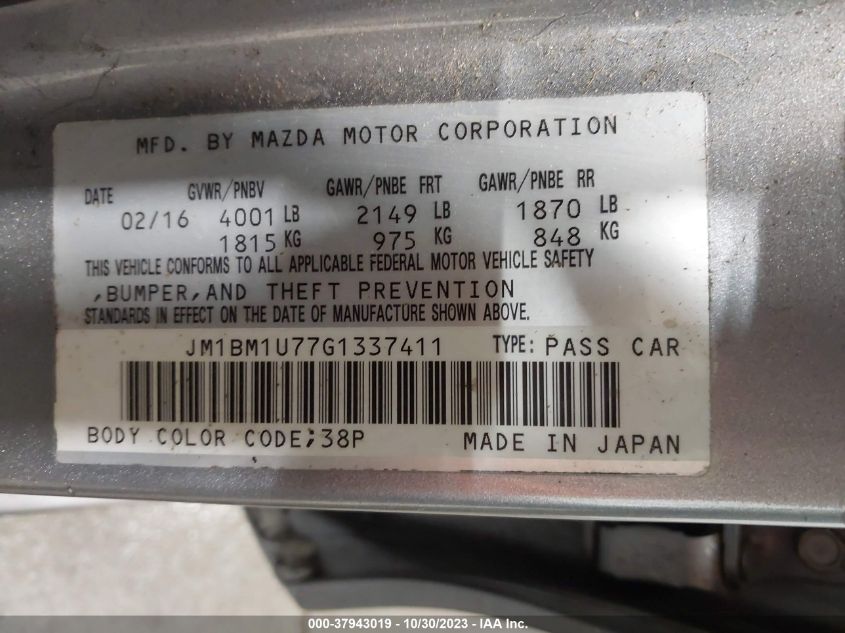 MFD. BY MAZDA MOTOR CORPORATION
DATE GVWR/PNBV GAWR/PNBE FRT GAWR/PNBE RR
02/16 4001 LB 2149 LB 1870 LB
1815 KG 975 KG 848 KG
THIS VEHICLE CONFORMS TO ALL APPLICABLE FEDERAL MOTOR VEHICLE SAFETY
,BUMPER,AND THEFT PREVENTION
STANDARDS IN EFFECT ON THE DATE OF MANUFACTURE SHOWN ABOVE.
JM1BM1U77G1337411 TYPE: PASS CAR
BODY COLOR CODE;38P MADE IN JAPAN
000-37943019 - 10/30/2023 - IAA Inc.